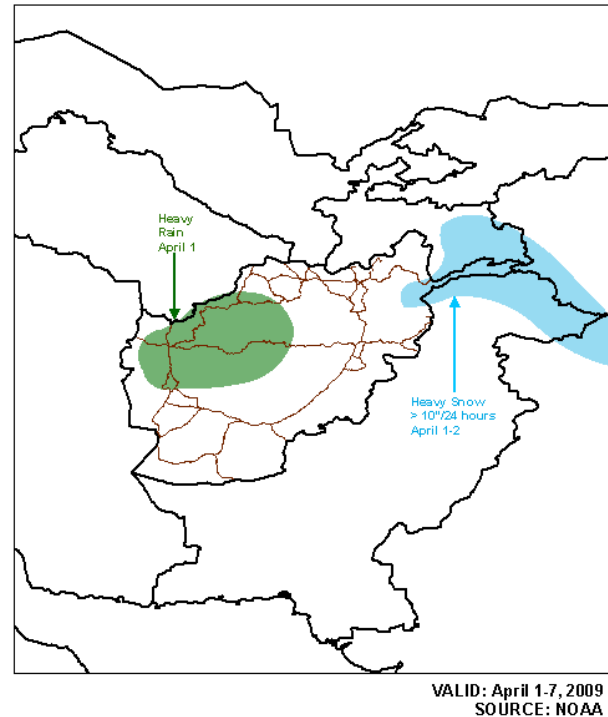 Heavy
Rain
April 1
Heavy Snow
> 10"/24 hours
April 1-2
VALID: April 1-7, 2009
SOURCE: NOAA